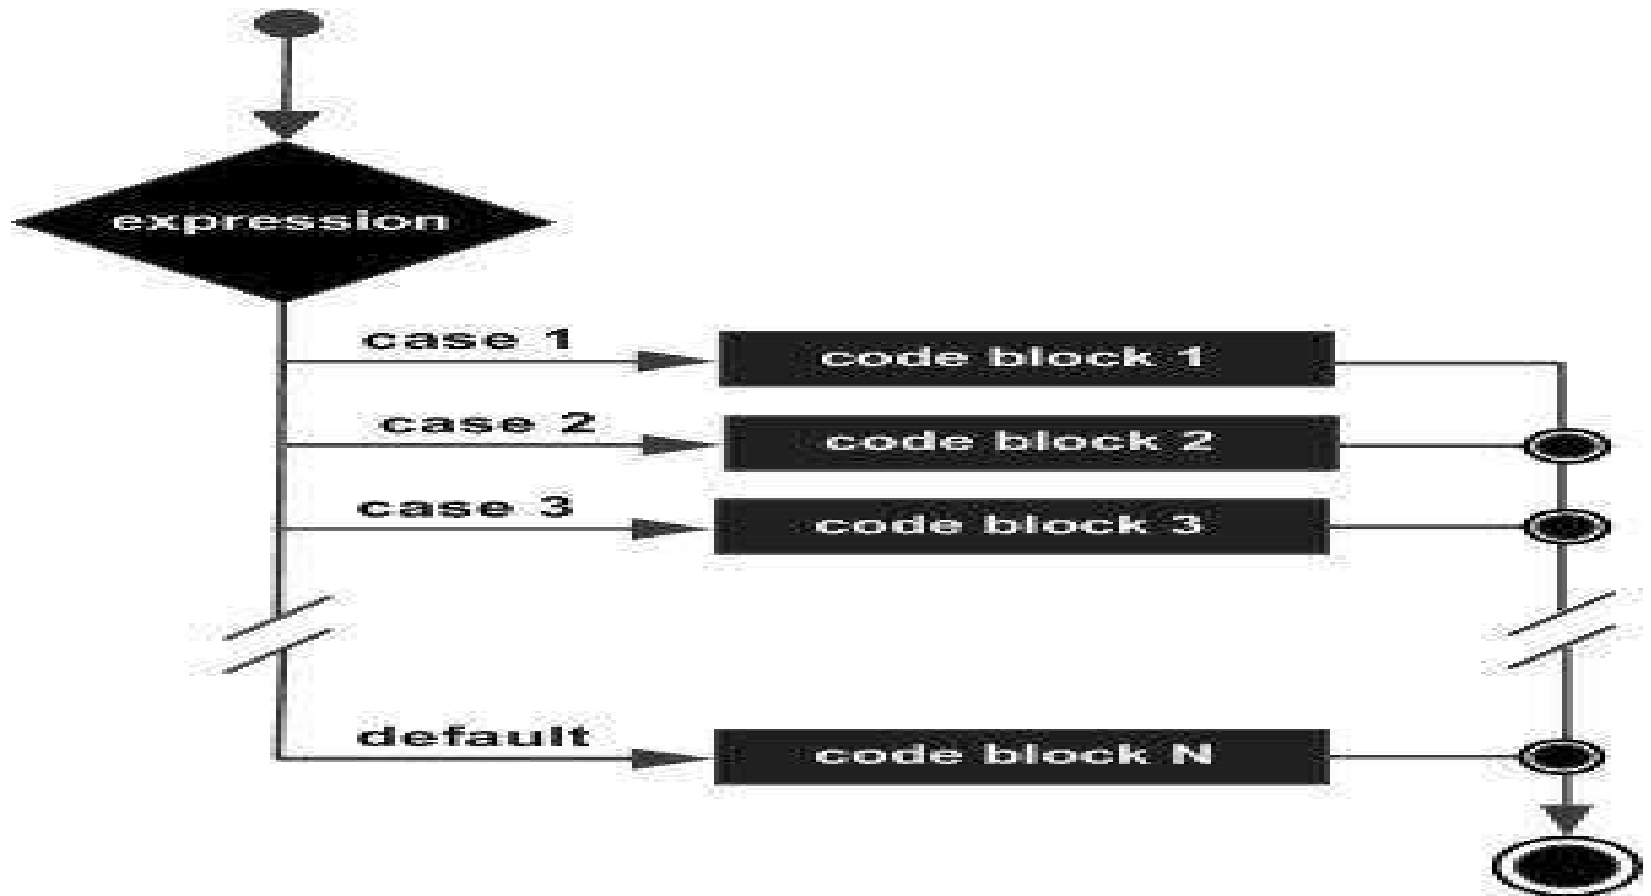 expression
case 1
code block 1
case 2
code block 2
case 3
code block 3
default
code block N